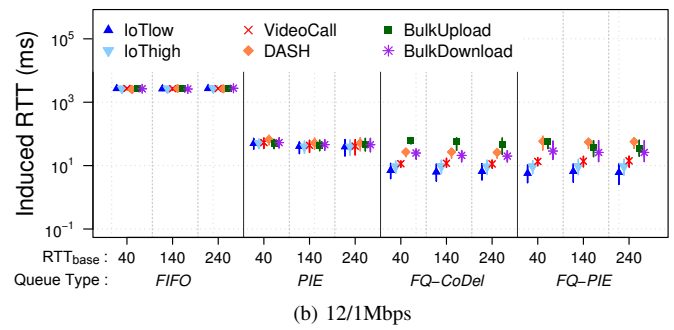 IoTlow VideoCall BulkUpload
IoThigh DASH BulkDownload
Induced RTT (ms)
10^5
10^3
10^1
10^−1
RTT_base : 40 140 240 40 140 240 40 140 240 40 140 240
Queue Type : FIFO PIE FQ−CoDel FQ−PIE
(b) 12/1Mbps